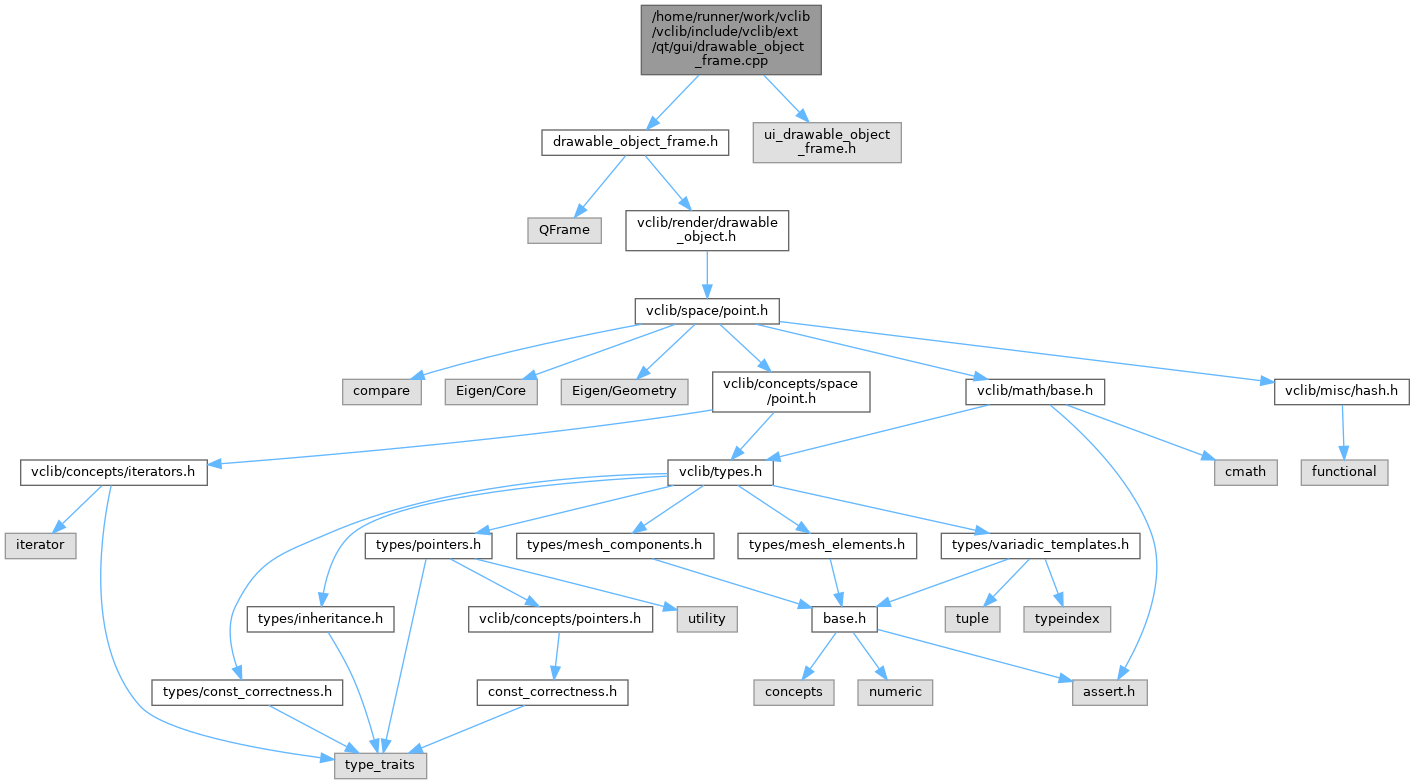 /home/runner/work/vclib
/vclib/include/vclib/ext
/qt/gui/drawable_object
_frame.cpp
drawable_object_frame.h
ui_drawable_object
_frame.h
QFrame
vclib/render/drawable
_object.h
vclib/space/point.h
compare
Eigen/Core
Eigen/Geometry
vclib/concepts/space
/point.h
vclib/math/base.h
vclib/misc/hash.h
vclib/concepts/iterators.h
vclib/types.h
cmath
functional
iterator
types/pointers.h
types/mesh_components.h
types/mesh_elements.h
types/variadic_templates.h
types/inheritance.h
vclib/concepts/pointers.h
utility
base.h
tuple
typeindex
types/const_correctness.h
const_correctness.h
concepts
numeric
assert.h
type_traits